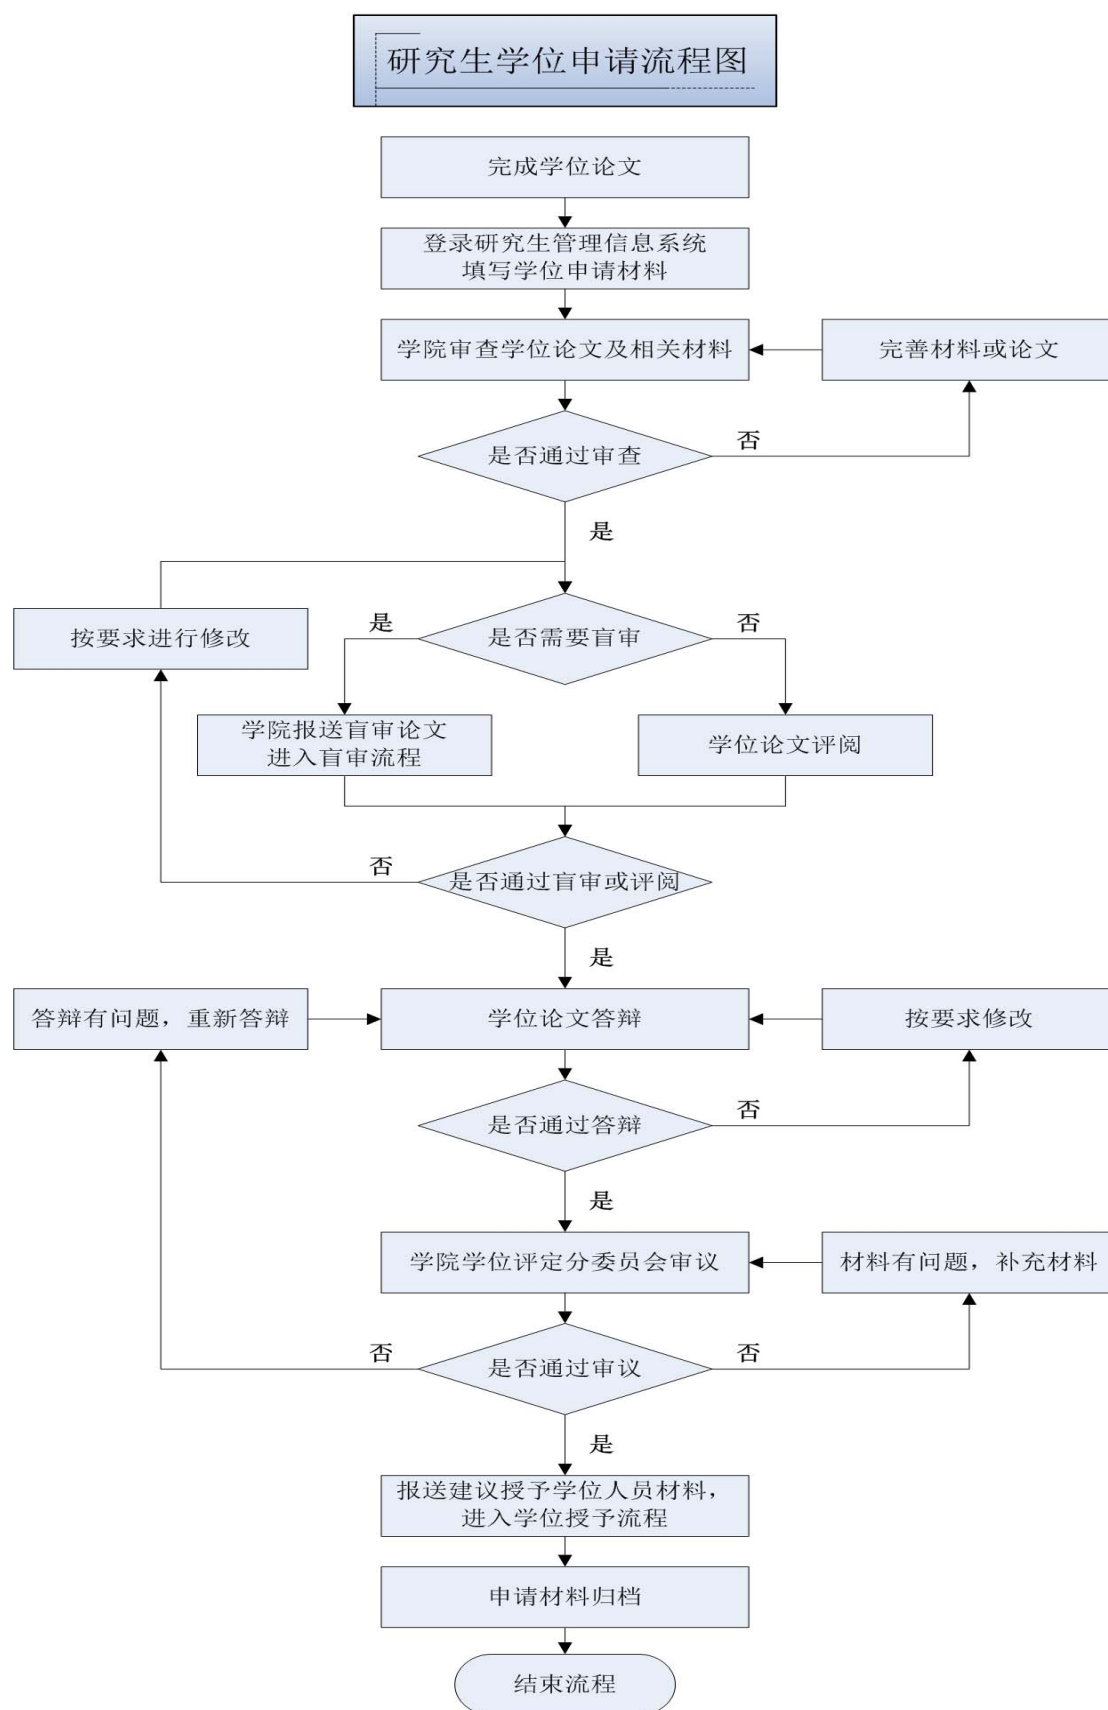 研究生学位申请流程图
完成学位论文
登录研究生管理信息系统
填写学位申请材料
学院审查学位论文及相关材料
完善材料或论文
是否通过审查
否
是
按要求进行修改
是
是否需要盲审
否
学院报送盲审论文
进入盲审流程
学位论文评阅
否
是否通过盲审或评阅
是
答辩有问题，重新答辩
学位论文答辩
按要求修改
是否通过答辩
否
是
学院学位评定分委员会审议
材料有问题，补充材料
否
是否通过审议
否
是
报送建议授予学位人员材料，
进入学位授予流程
申请材料归档
结束流程